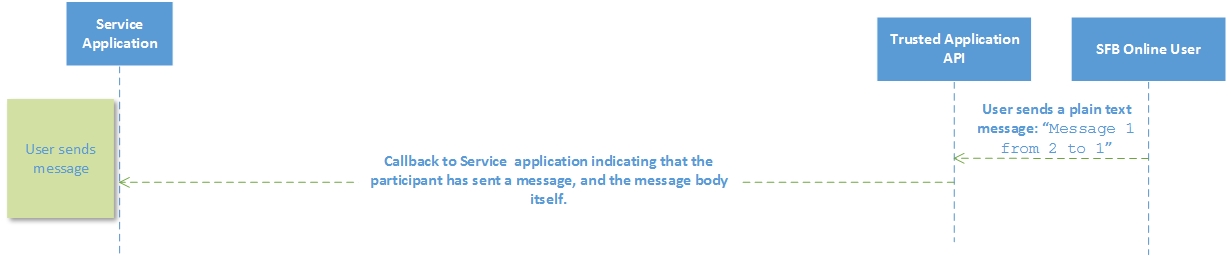 Service
Application
Trusted Application
API
SFB Online User
User sends a plain text
message: “Message 1
from 2 to 1”
User sends
message
Callback to Service application indicating that the
participant has sent a message, and the message body
itself.